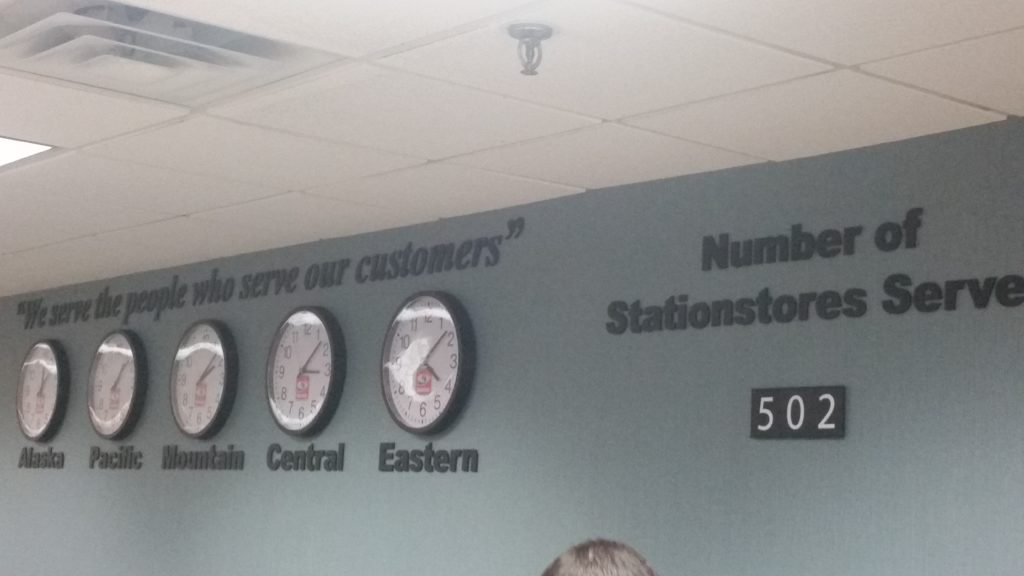 "We serve the people who serve our customers"
Alaska
Pacific
Mountain
Central
Eastern
Number of
Stationstores Serve
502